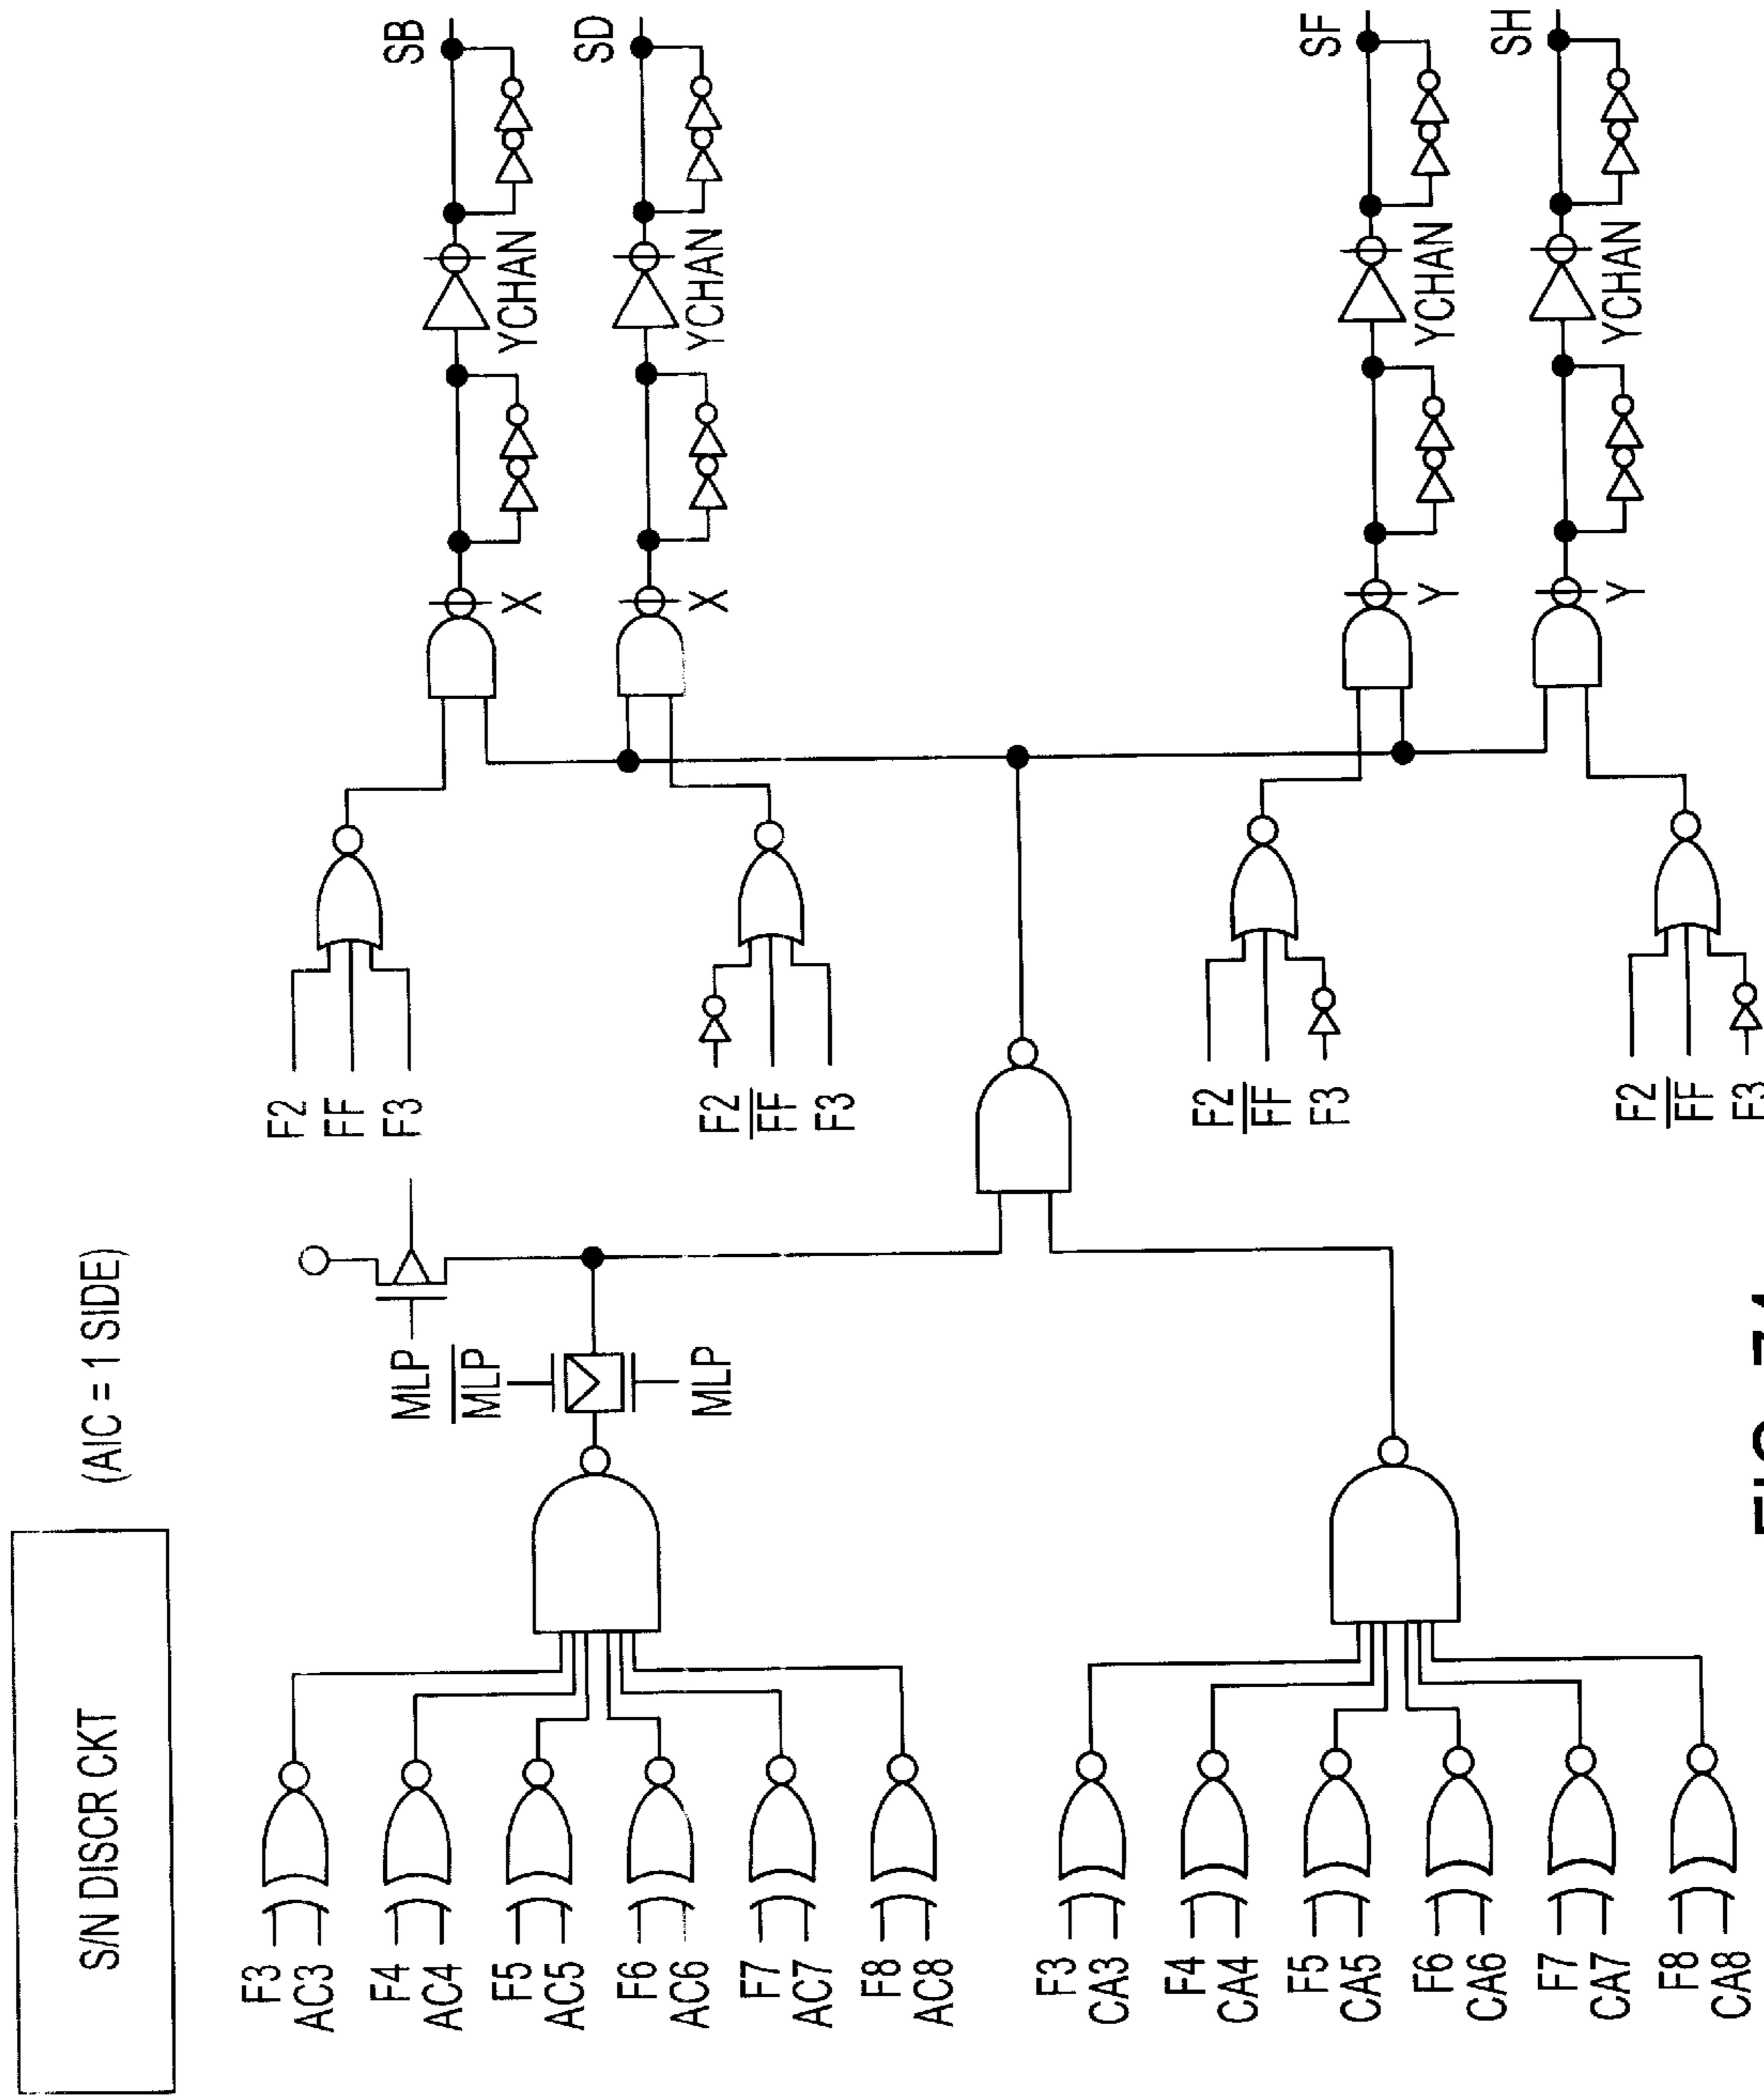 S/N DISCR CKT
(AIC = 1 SIDE)
F3
AC3
F4
AC4
F5
AC5
F6
AC6
F7
AC7
F8
AC8
F3
CA3
F4
CA4
F5
CA5
F6
CA6
F7
CA7
F8
CA8
MLP
MLP
MLP
F2
FF
F3
F2
FF
F3
F2
FF
F3
F2
FF
F3
X
X
Y
Y
YCHAN
YCHAN
YCHAN
YCHAN
SB
SD
SF
SH